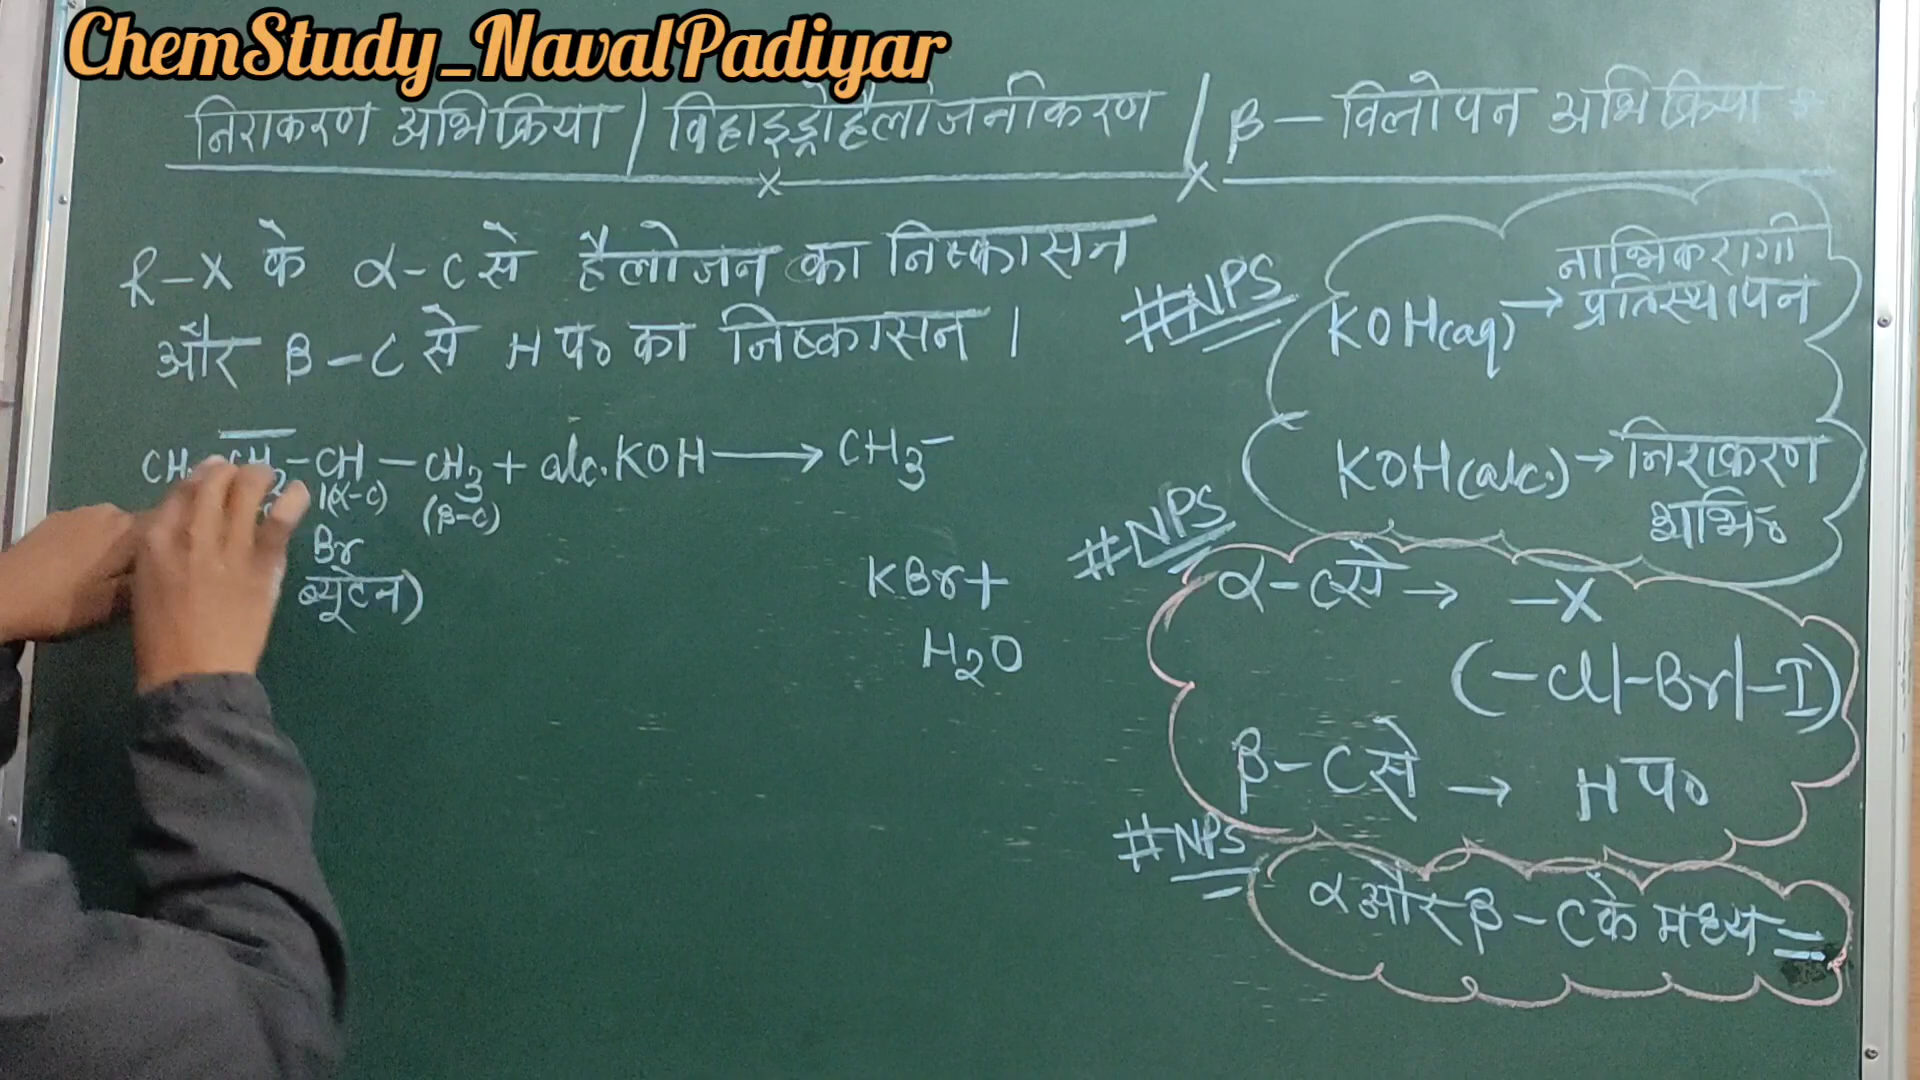 ChemStudy_NavalPadiyar
निराकरण अभिक्रिया / विहाइड्रोहैलोजनीकरण / β-विलोपन अभिक्रिया
R-X के α-C से हैलोजन का निष्कासन
और β-C से H प० का निष्कासन ।
CH -CH2-CH-CH3 + alc. KOH ⟶ CH3-
(α-C) (β-C)
Br
ब्यूटेन)
KBr+
H2O
#NPS
KOH(aq) → नाभिकरागी
प्रतिस्थापन
KOH(alc.) → निराकरण
अभि०
#NPS
α-C से → -X
(-Cl|-Br|-I)
β-C से → H प०
#NPS
α और β-C के मध्य =